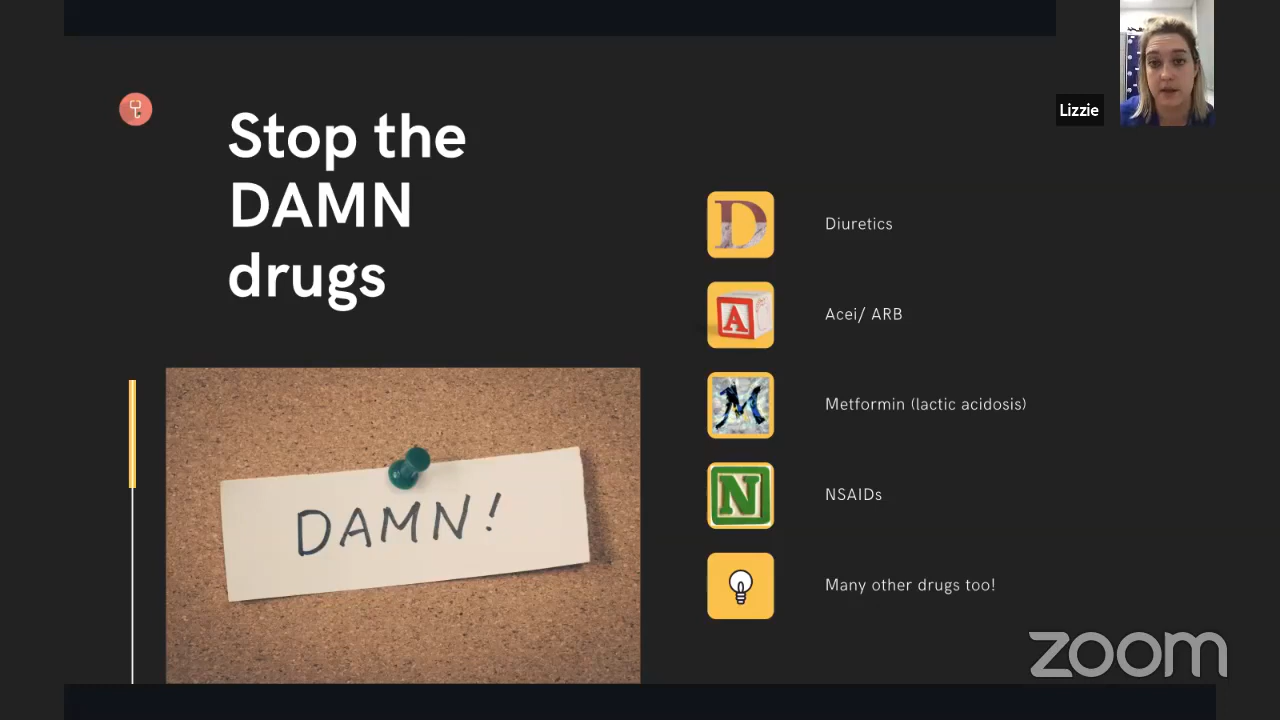 Stop the
DAMN
drugs
Lizzie
D
Diuretics
A
Acei/ ARB
M
Metformin (lactic acidosis)
N
NSAIDs
Many other drugs too!
DAMN!
zoom